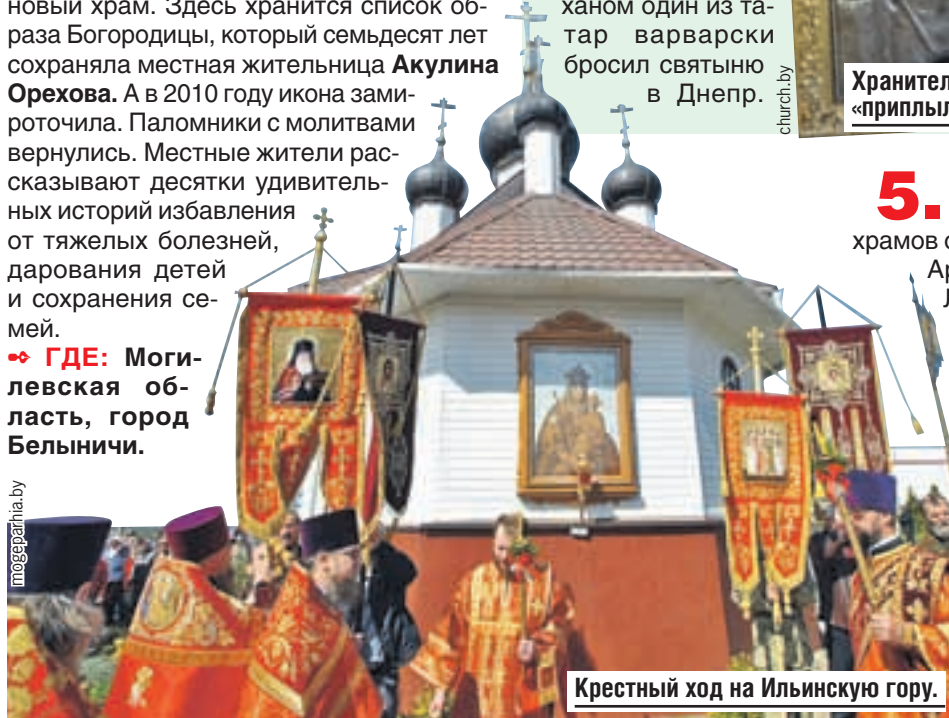 новый храм. Здесь хранится список об-
раза Богородицы, который семьдесят лет
сохраняла местная жительница Акулина
Орехова. А в 2010 году икона зами-
роточила. Паломники с молитвами
вернулись. Местные жители рас-
сказывают десятки удивитель-
ных историй избавления
от тяжелых болезней,
дарования детей
и сохранения се-
мей.
ГДЕ: Моги-
левская об-
ласть, город
Белыничи.
mogeparhia.by
ханом один из та-
тар варварски
бросил святыню
в Днепр.
church.by
Хранител
«приплыл
5.
храмов с
Ар
Крестный ход на Ильинскую гору.